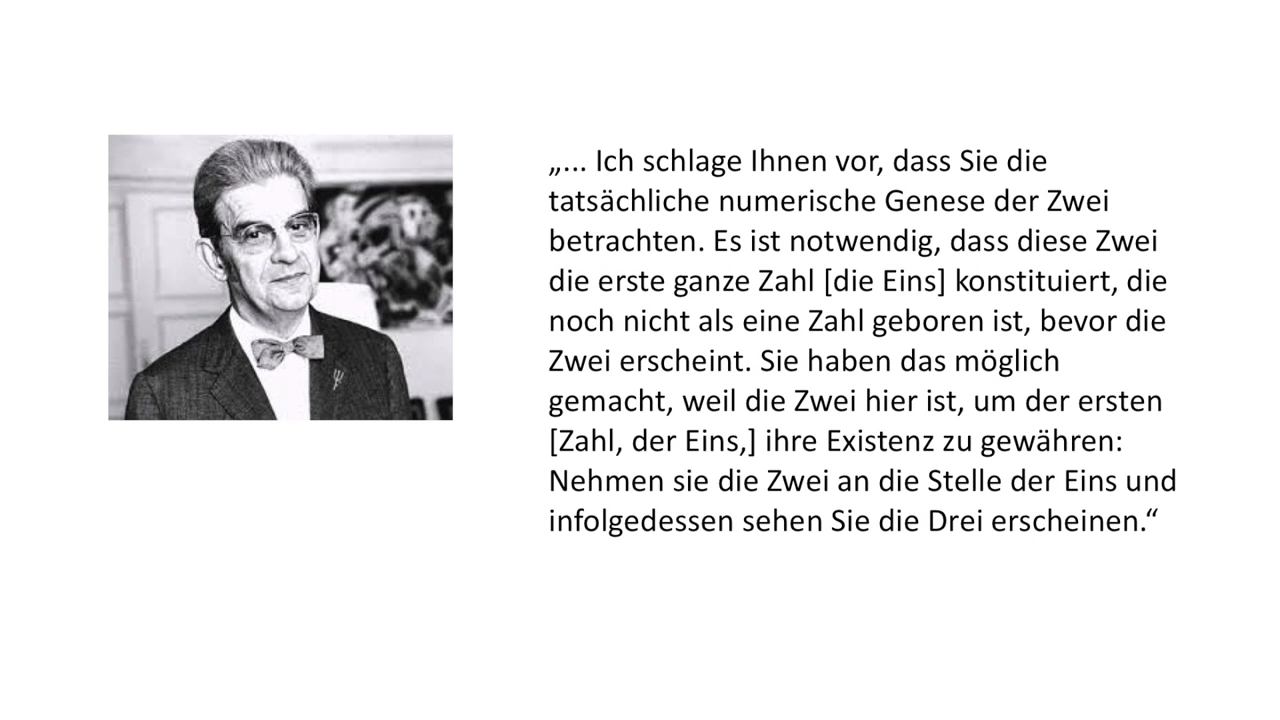 „... Ich schlage Ihnen vor, dass Sie die
tatsächliche numerische Genese der Zwei
betrachten. Es ist notwendig, dass diese Zwei
die erste ganze Zahl [die Eins] konstituiert, die
noch nicht als eine Zahl geboren ist, bevor die
Zwei erscheint. Sie haben das möglich
gemacht, weil die Zwei hier ist, um der ersten
[Zahl, der Eins,] ihre Existenz zu gewähren:
Nehmen sie die Zwei an die Stelle der Eins und
infolgedessen sehen Sie die Drei erscheinen.“